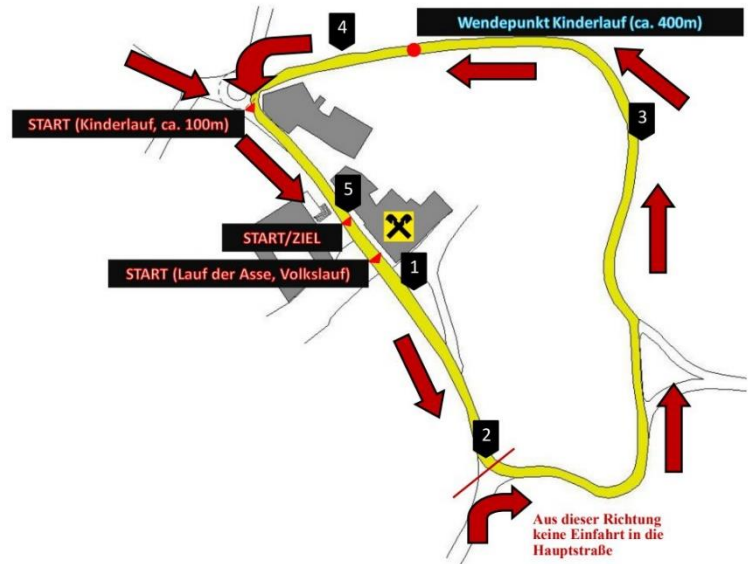 4
Wendepunkt Kinderlauf (ca. 400m)
START (Kinderlauf, ca. 100m)
3
5
START/ZIEL
START (Lauf der Asse, Volkslauf)
1
2
Aus dieser Richtung
keine Einfahrt in die
Hauptstraße